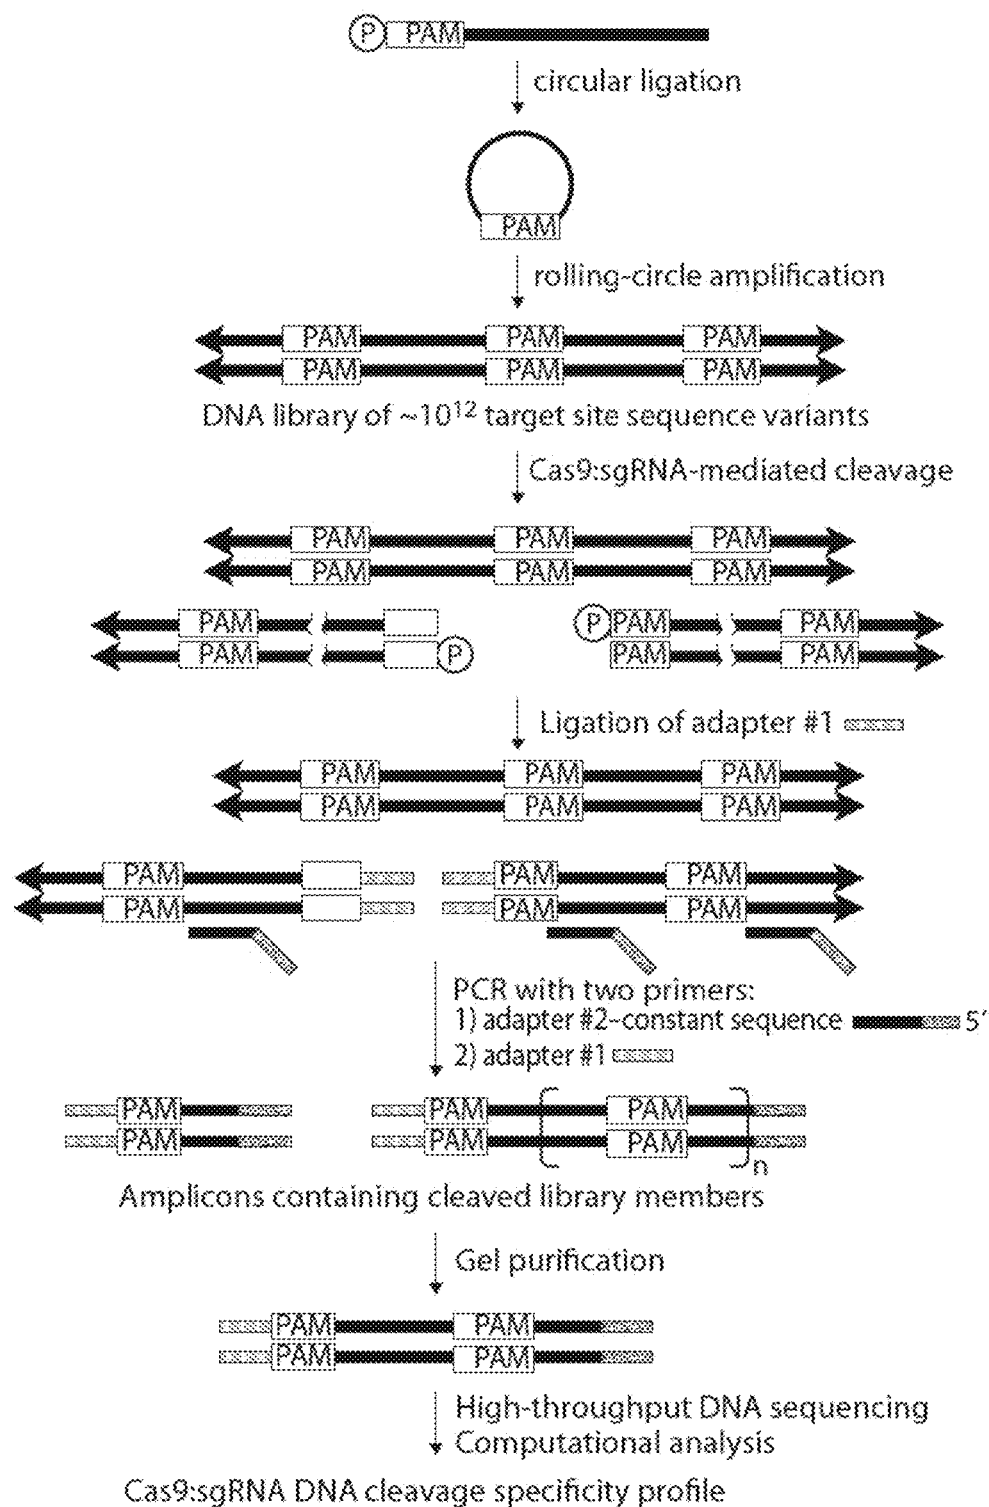 P PAM
circular ligation
PAM
rolling-circle amplification
PAM PAM PAM
PAM PAM PAM
DNA library of ~10¹² target site sequence variants
Cas9:sgRNA-mediated cleavage
PAM PAM PAM
PAM PAM PAM
PAM P PAM PAM
PAM P PAM PAM
Ligation of adapter #1
PAM PAM PAM
PAM PAM PAM
PAM PAM PAM
PAM PAM PAM
PCR with two primers:
1) adapter #2-constant sequence 5′
2) adapter #1
PAM PAM PAM
PAM PAM PAM
n
Amplicons containing cleaved library members
Gel purification
PAM PAM
PAM PAM
High-throughput DNA sequencing
Computational analysis
Cas9:sgRNA DNA cleavage specificity profile